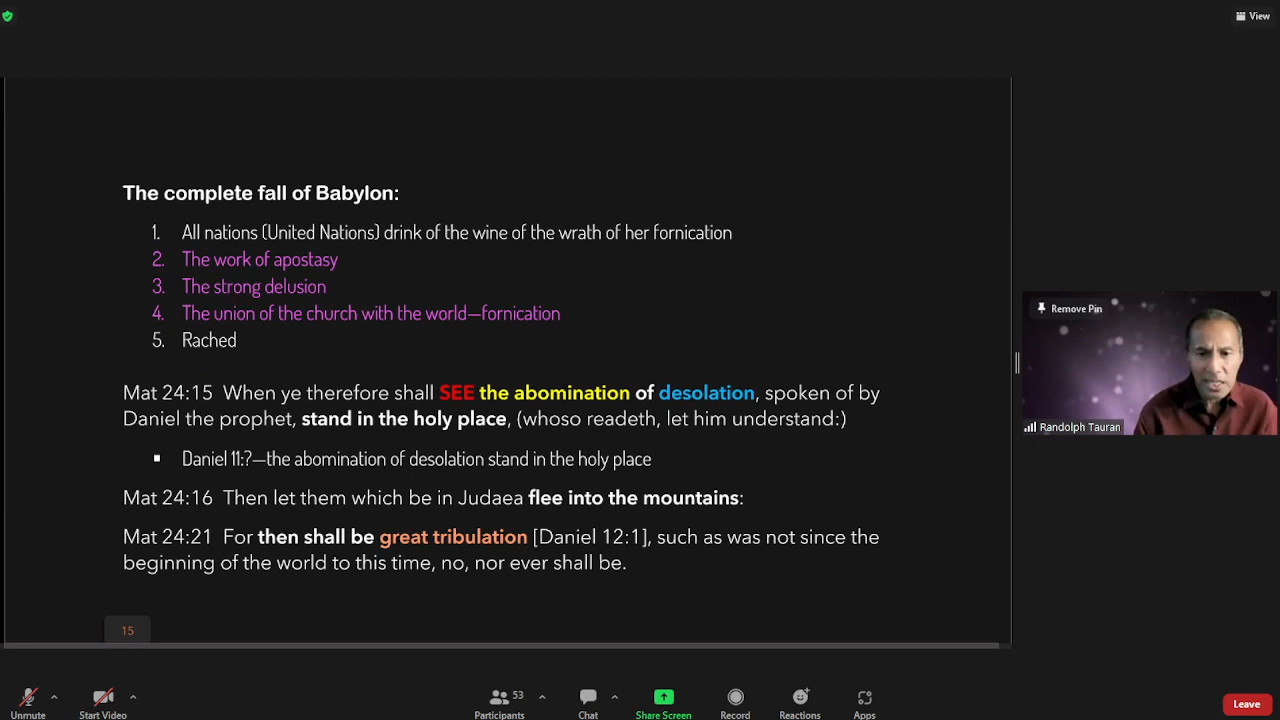 View
The complete fall of Babylon:
1. All nations (United Nations) drink of the wine of the wrath of her fornication
2. The work of apostasy
3. The strong delusion
4. The union of the church with the world—fornication
5. Rached
Mat 24:15 When ye therefore shall SEE the abomination of desolation, spoken of by
Daniel the prophet, stand in the holy place, (whoso readeth, let him understand:)
▪ Daniel 11:?—the abomination of desolation stand in the holy place
Mat 24:16 Then let them which be in Judaea flee into the mountains:
Mat 24:21 For then shall be great tribulation [Daniel 12:1], such as was not since the
beginning of the world to this time, no, nor ever shall be.
15
Remove Pin
Randolph Tauran
Unmute
Start Video
53
Participants
Chat
Share Screen
Record
Reactions
Apps
Leave